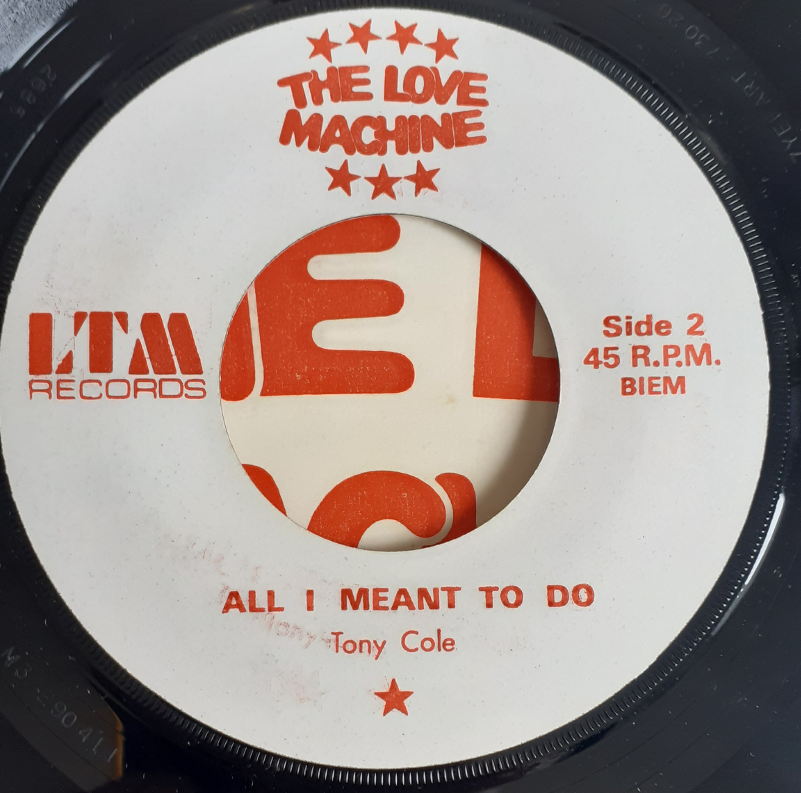 THE LOVE
MACHINE
LTM
RECORDS
Side 2
45 R.P.M.
BIEM
ALL I MEANT TO DO
Tony Cole